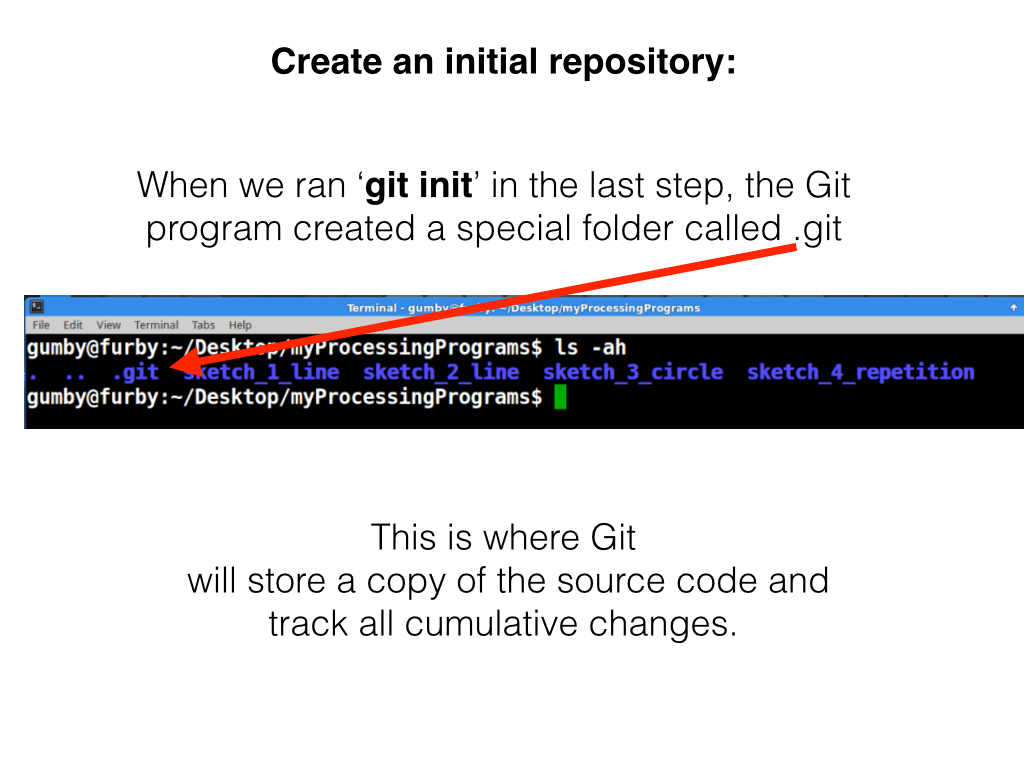 Create an initial repository:
When we ran ‘git init’ in the last step, the Git
program created a special folder called .git
Terminal - gumby@furby: ~/Desktop/myProcessingPrograms
File Edit View Terminal Tabs Help
gumby@furby:~/Desktop/myProcessingPrograms$ ls -ah
. .. .git sketch_1_line sketch_2_line sketch_3_circle sketch_4_repetition
gumby@furby:~/Desktop/myProcessingPrograms$
This is where Git
will store a copy of the source code and
track all cumulative changes.